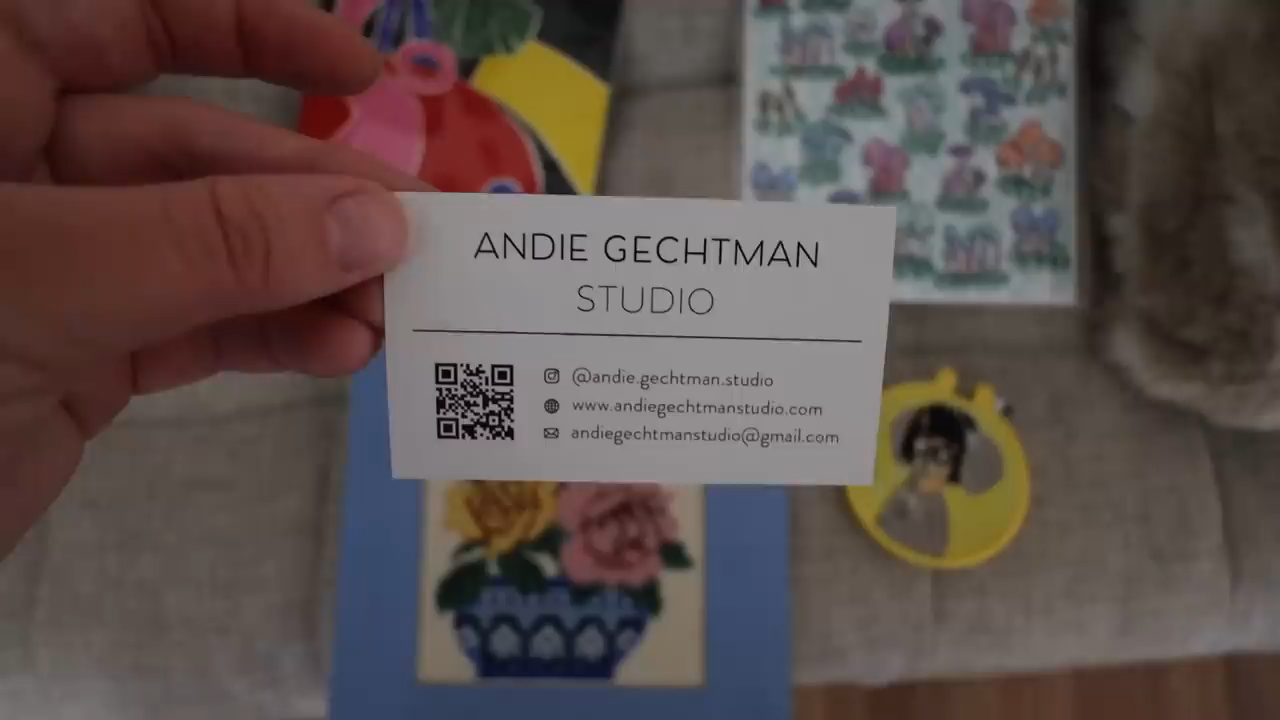 ANDIE GECHTMAN
STUDIO
@andie.gechtman.studio
www.andiegechtmanstudio.com
andiegechtmanstudio@gmail.com